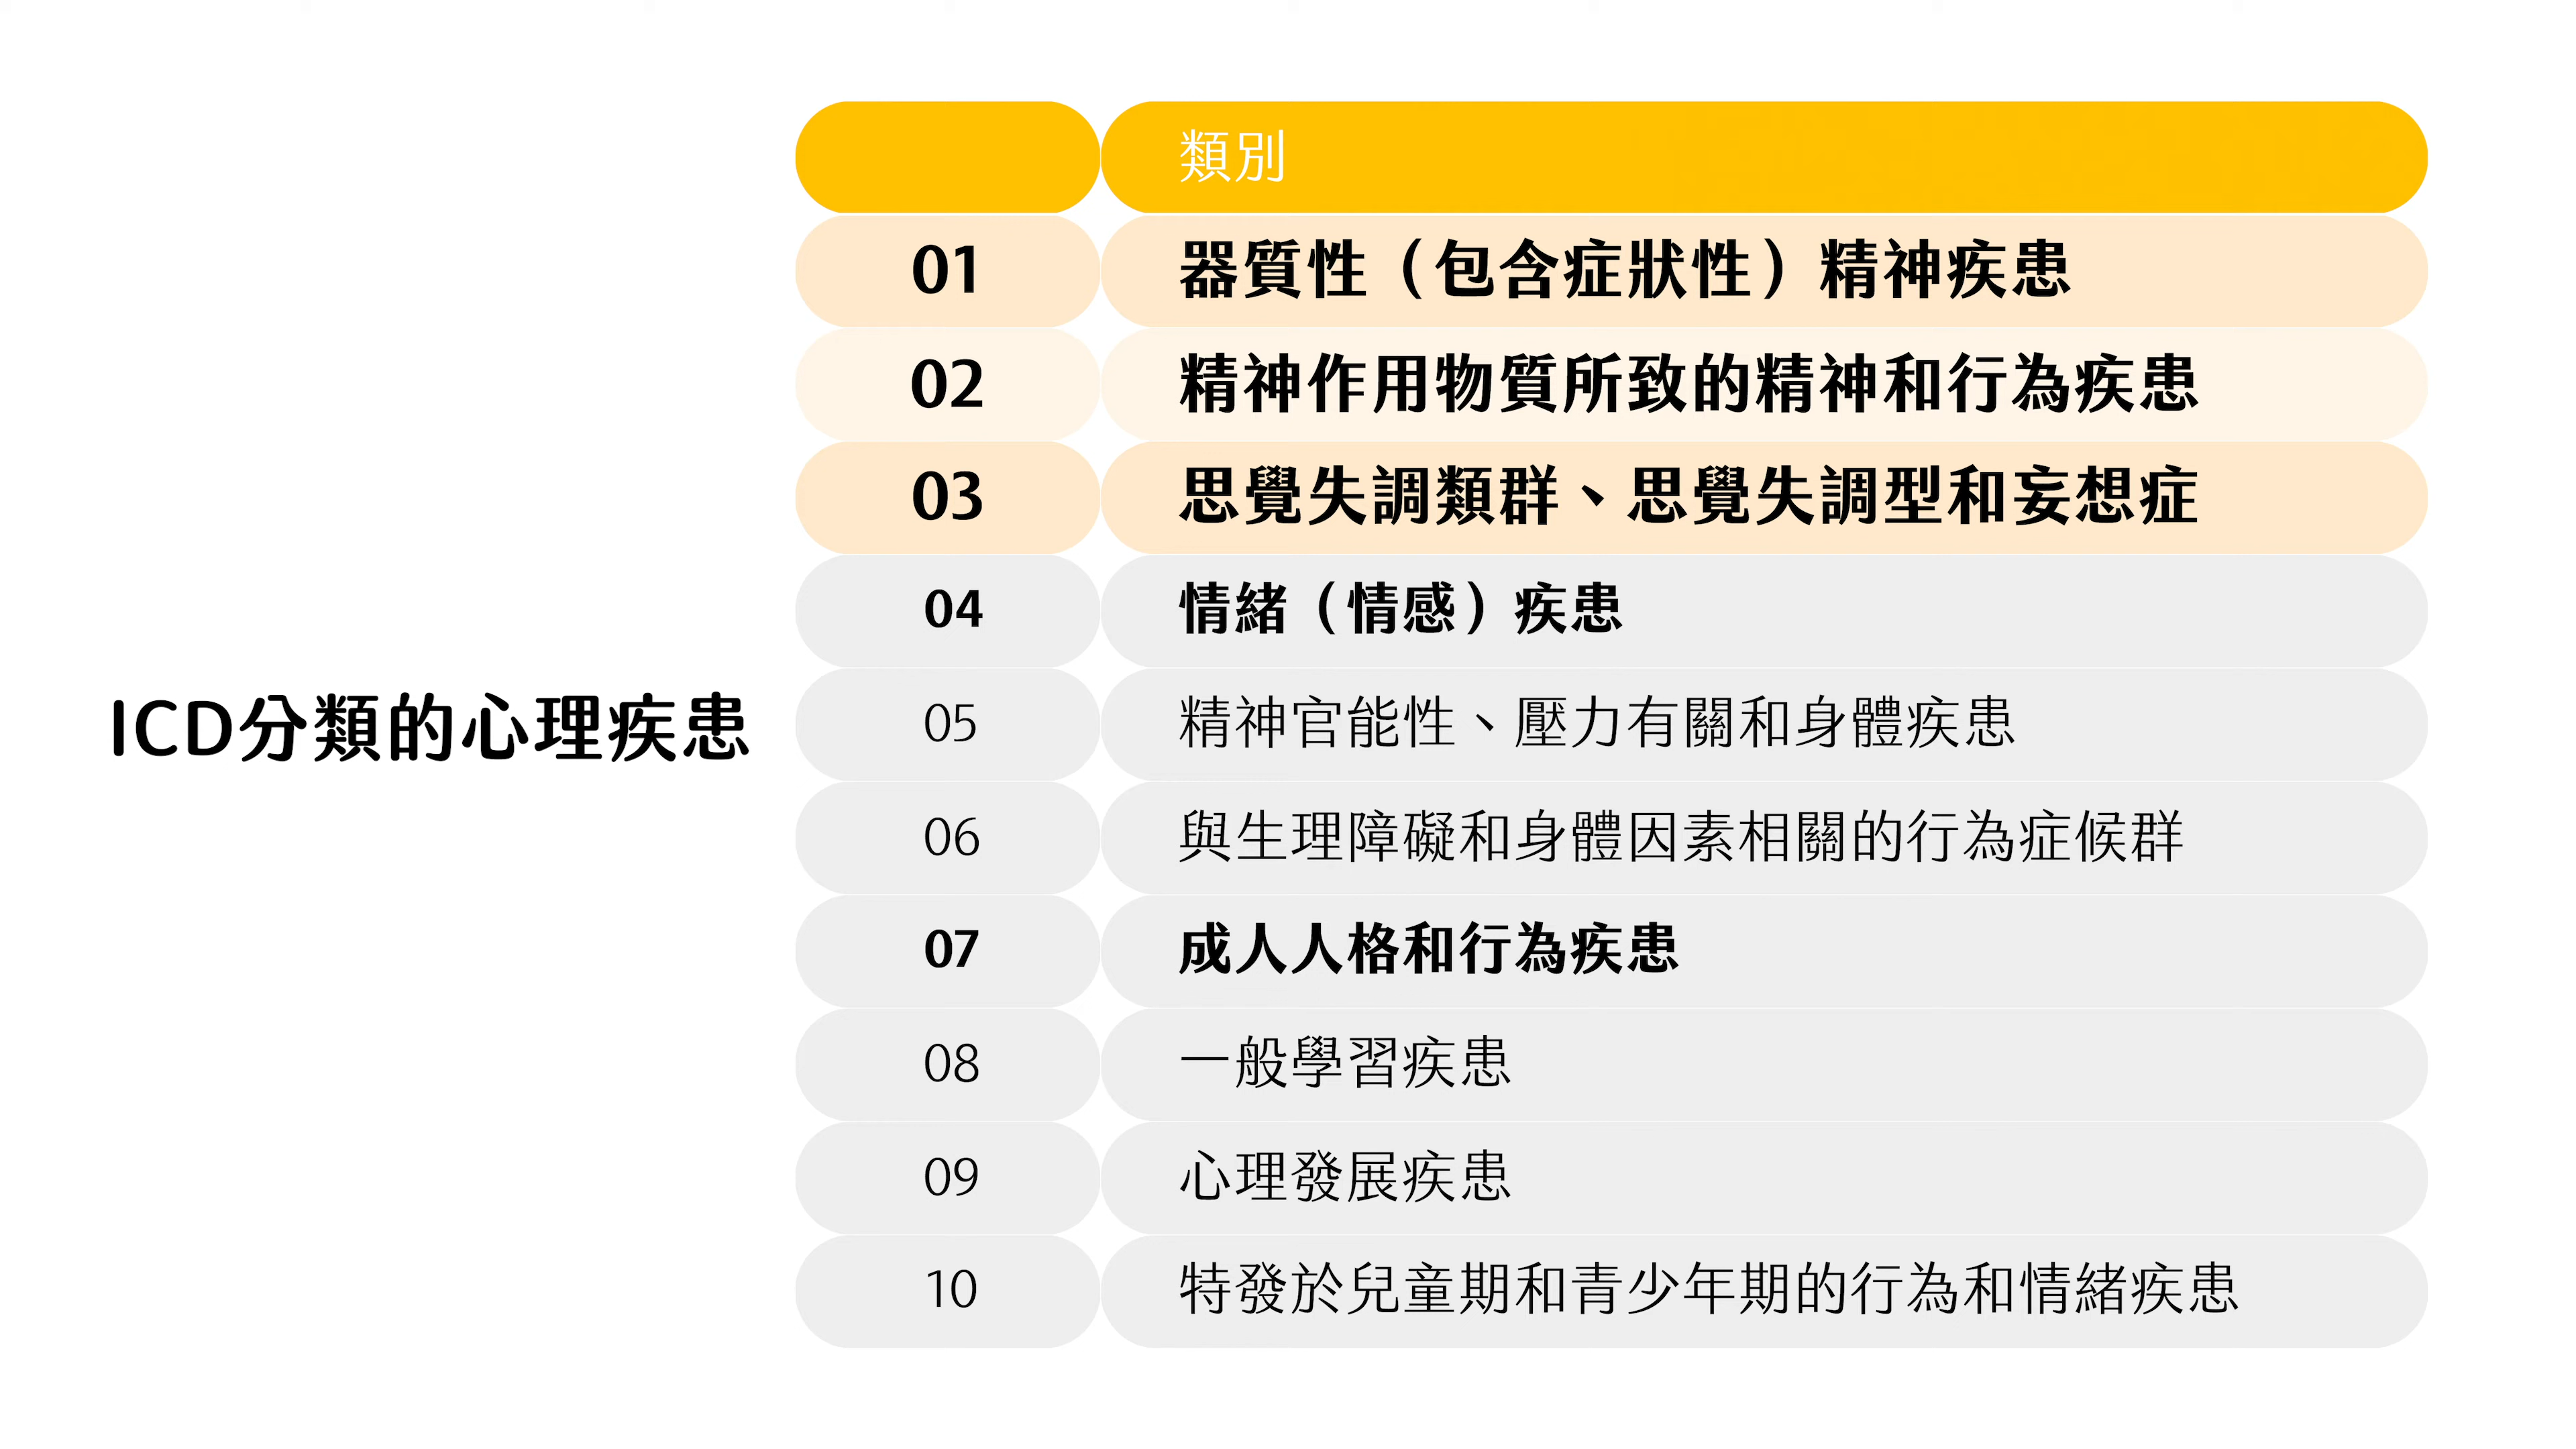 ICD分類的心理疾患
類別
01 器質性（包含症狀性）精神疾患
02 精神作用物質所致的精神和行為疾患
03 思覺失調類群、思覺失調型和妄想症
04 情緒（情感）疾患
05 精神官能性、壓力有關和身體疾患
06 與生理障礙和身體因素相關的行為症候群
07 成人人格和行為疾患
08 一般學習疾患
09 心理發展疾患
10 特發於兒童期和青少年期的行為和情緒疾患